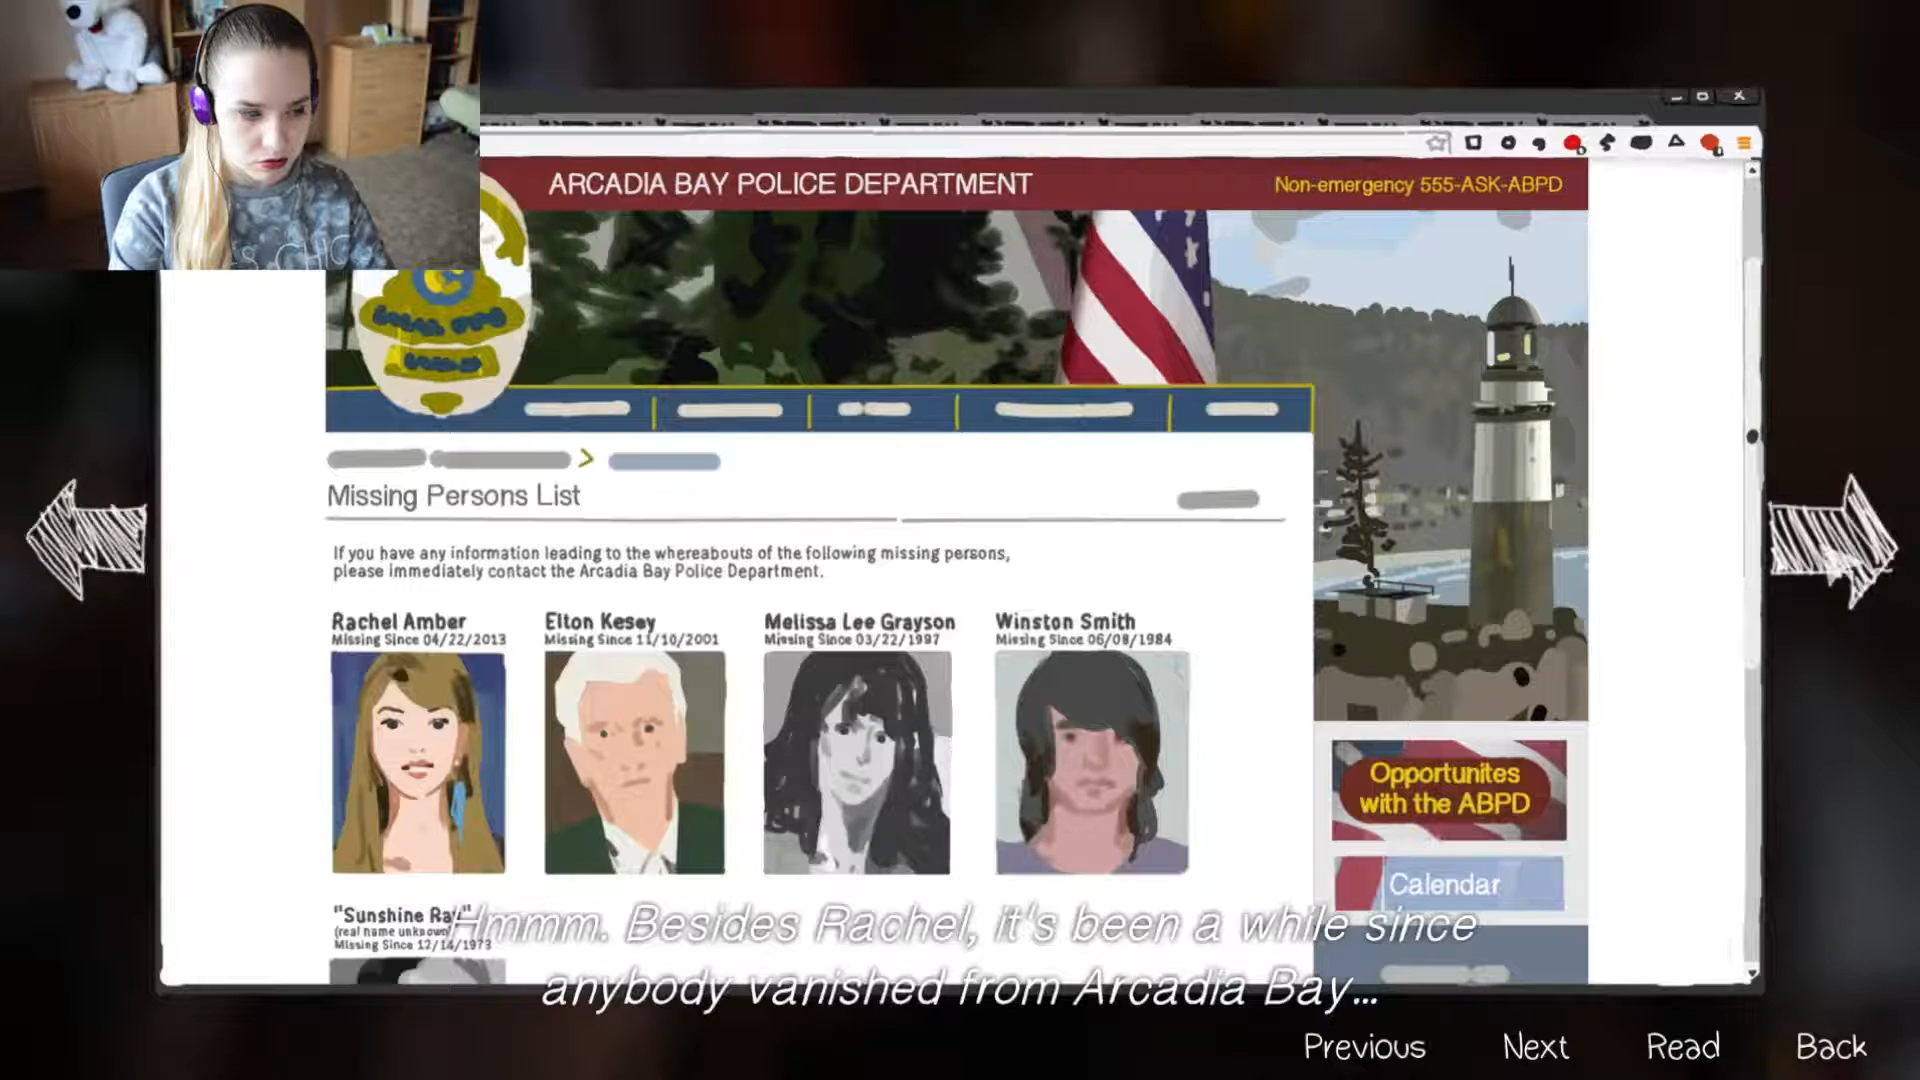 ARCADIA BAY POLICE DEPARTMENT
Non-emergency 555-ASK-ABPD
Missing Persons List
If you have any information leading to the whereabouts of the following missing persons,
please immediately contact the Arcadia Bay Police Department.
Rachel Amber
Missing Since 04/22/2013
Elton Kesey
Missing Since 11/10/2001
Melissa Lee Grayson
Missing Since 03/22/1997
Winston Smith
Missing Since 06/08/1984
Opportunites
with the ABPD
Calendar
"Sunshine Ray"
(real name unknown)
Missing Since 12/14/1973
Hmmm. Besides Rachel, it's been a while since
anybody vanished from Arcadia Bay...
Previous
Next
Read
Back